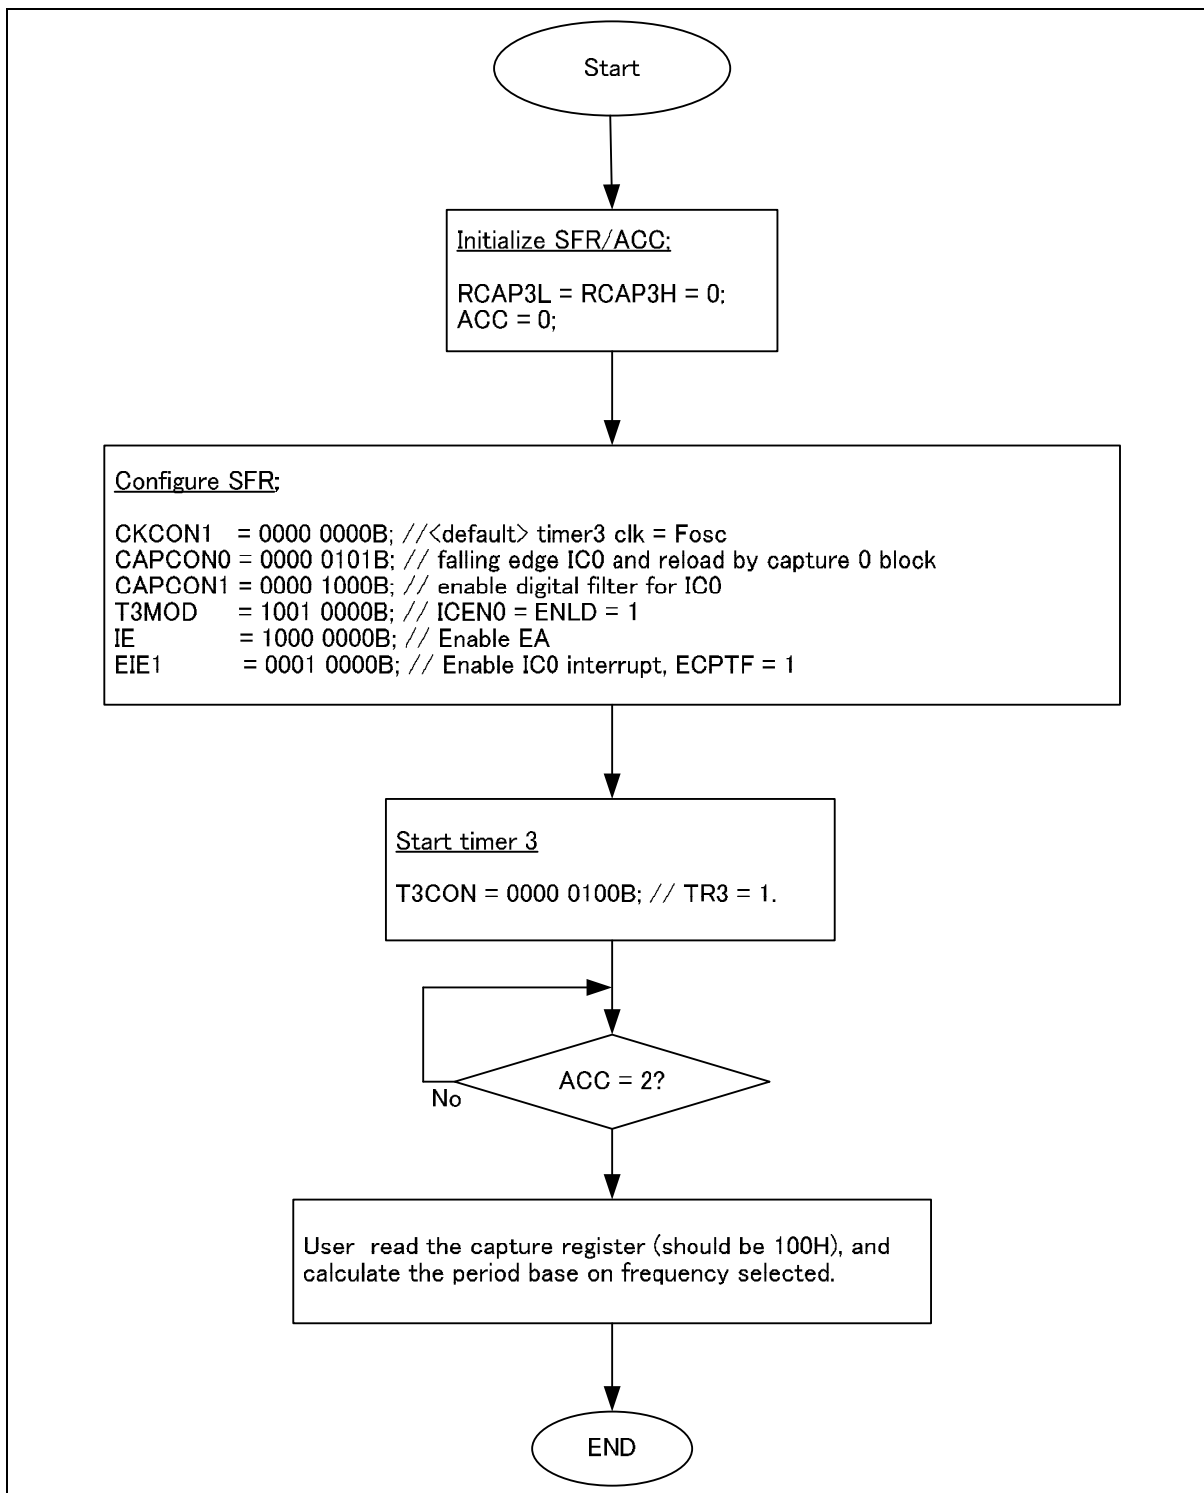 Start
Initialize SFR/ACC;
RCAP3L = RCAP3H = 0;
ACC = 0;
Configure SFR;
CKCON1 = 0000 0000B; //<default> timer3 clk = Fosc
CAPCON0 = 0000 0101B; // falling edge IC0 and reload by capture 0 block
CAPCON1 = 0000 1000B; // enable digital filter for IC0
T3MOD = 1001 0000B; // ICEN0 = ENLD = 1
IE = 1000 0000B; // Enable EA
EIE1 = 0001 0000B; // Enable IC0 interrupt, ECPTF = 1
Start timer 3
T3CON = 0000 0100B; // TR3 = 1.
ACC = 2?
No
User read the capture register (should be 100H), and
calculate the period base on frequency selected.
END